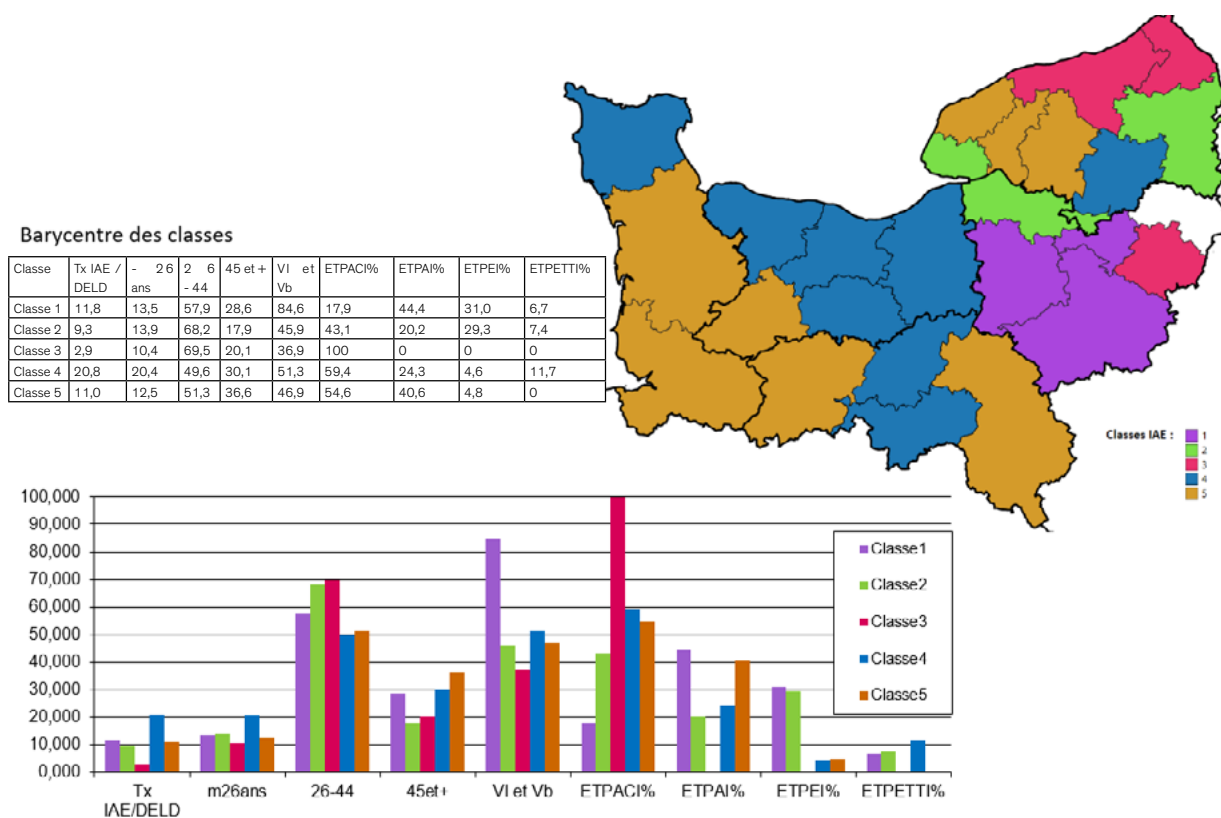 Barycentre des classes
Classe Tx IAE / DELD - 26 ans 2 6 - 44 45 et + VI et Vb ETPACI% ETPAI% ETPEI% ETPETTI%
Classe 1 11,8 13,5 57,9 28,6 84,6 17,9 44,4 31,0 6,7
Classe 2 9,3 13,9 68,2 17,9 45,9 43,1 20,2 29,3 7,4
Classe 3 2,9 10,4 69,5 20,1 36,9 100 0 0 0
Classe 4 20,8 20,4 49,6 30,1 51,3 59,4 24,3 4,6 11,7
Classe 5 11,0 12,5 51,3 36,6 46,9 54,6 40,6 4,8 0
Classes IAE :
1
2
3
4
5
100,000
90,000
80,000
70,000
60,000
50,000
40,000
30,000
20,000
10,000
0,000
Tx IAE/DELD
m26ans
26-44
45et+
VI et Vb
ETPACI%
ETPAI%
ETPEI%
ETPETTI%
Classe1
Classe2
Classe3
Classe4
Classe5